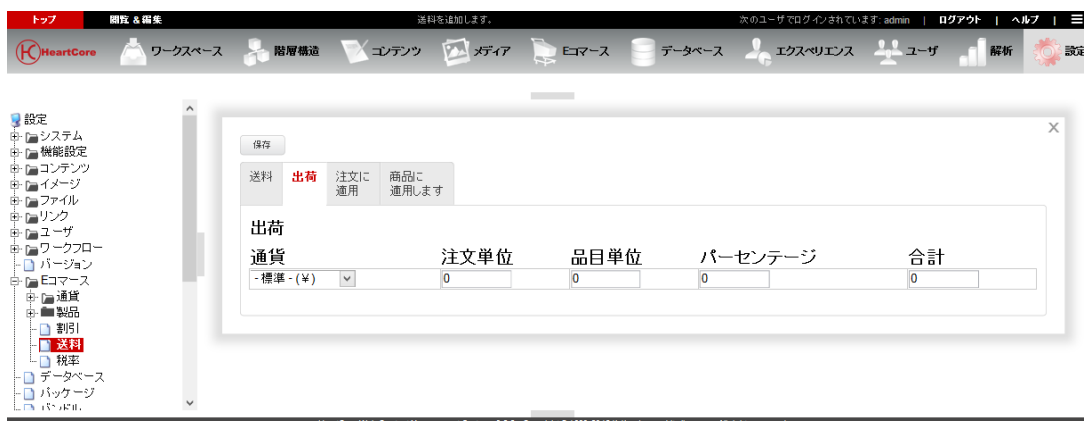 トップ 閲覧 & 編集 送料を追加します。 次のユーザでログインされています: admin | ログアウト | ヘルプ |
HeartCore ワークスペース 階層構造 コンテンツ メディア Eコマース データベース エクスペリエンス ユーザ 解析 設定
設定
システム
機能設定
コンテンツ
イメージ
ファイル
リンク
ユーザ
ワークフロー
バージョン
Eコマース
通貨
製品
割引
送料
税率
データベース
パッケージ
バンドル
保存
送料 出荷 注文に 商品に
適用 適用します
出荷
通貨 注文単位 品目単位 パーセンテージ 合計
- 標準 - (¥) 0 0 0 0